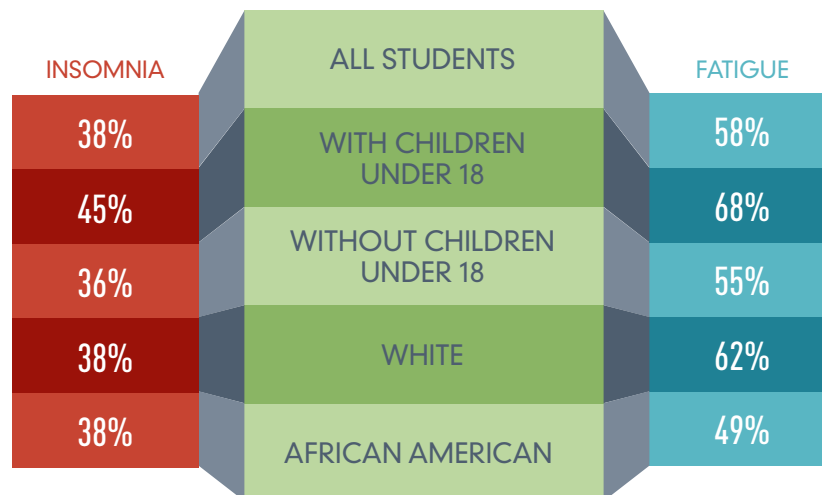 INSOMNIA
ALL STUDENTS
FATIGUE
38%
58%
WITH CHILDREN
UNDER 18
45%
68%
WITHOUT CHILDREN
UNDER 18
36%
55%
WHITE
38%
62%
AFRICAN AMERICAN
38%
49%